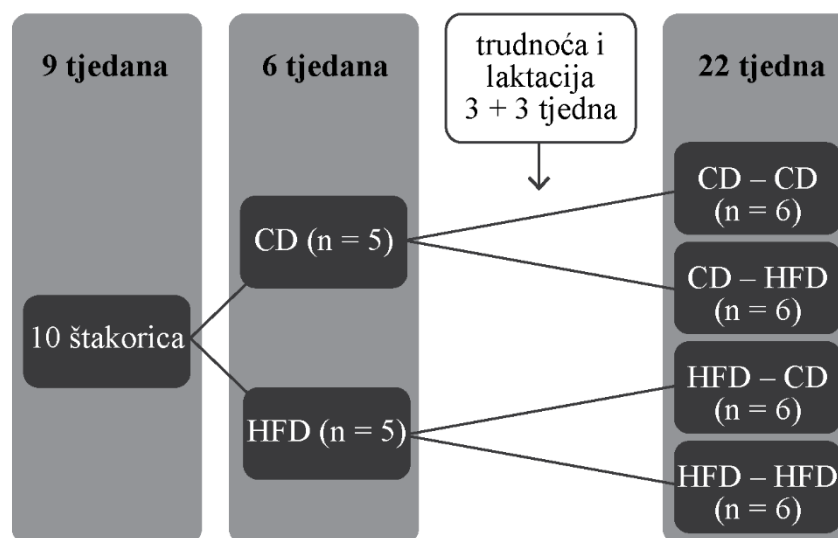 9 tjedana
6 tjedana
trudnoća i
laktacija
3 + 3 tjedna
22 tjedna
10 štakorica
CD (n = 5)
HFD (n = 5)
CD – CD
(n = 6)
CD – HFD
(n = 6)
HFD – CD
(n = 6)
HFD – HFD
(n = 6)